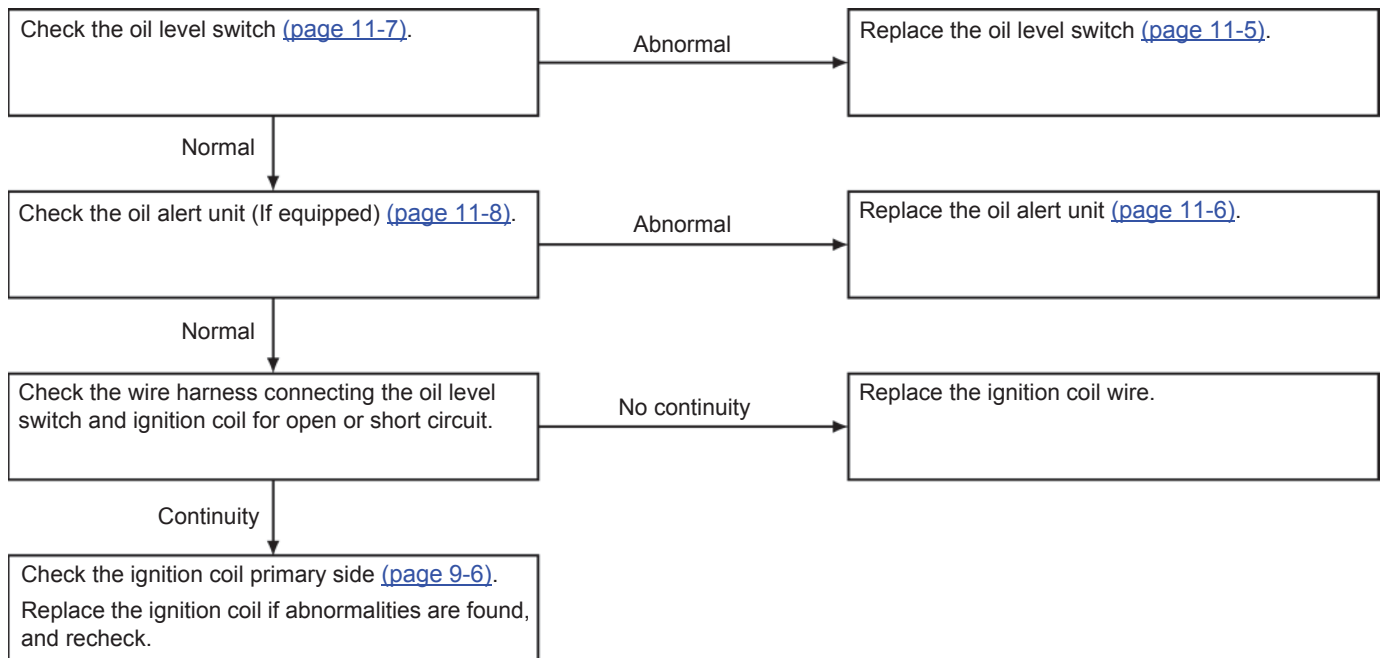 Check the oil level switch (page 11-7).
Abnormal
Replace the oil level switch (page 11-5).
Normal
Check the oil alert unit (If equipped) (page 11-8).
Abnormal
Replace the oil alert unit (page 11-6).
Normal
Check the wire harness connecting the oil level
switch and ignition coil for open or short circuit.
No continuity
Replace the ignition coil wire.
Continuity
Check the ignition coil primary side (page 9-6).
Replace the ignition coil if abnormalities are found,
and recheck.